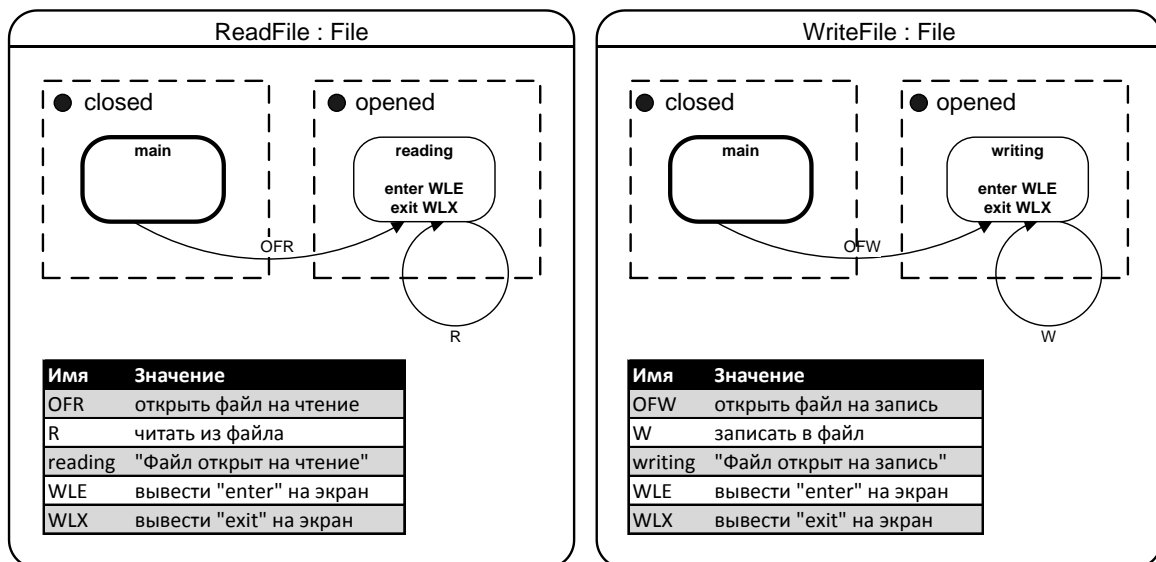 ReadFile : File
closed
opened
main
reading
enter WLE
exit WLX
OFR
R
Имя Значение
OFR открыть файл на чтение
R читать из файла
reading "Файл открыт на чтение"
WLE вывести "enter" на экран
WLX вывести "exit" на экран
WriteFile : File
closed
opened
main
writing
enter WLE
exit WLX
OFW
W
Имя Значение
OFW открыть файл на запись
W записать в файл
writing "Файл открыт на запись"
WLE вывести "enter" на экран
WLX вывести "exit" на экран